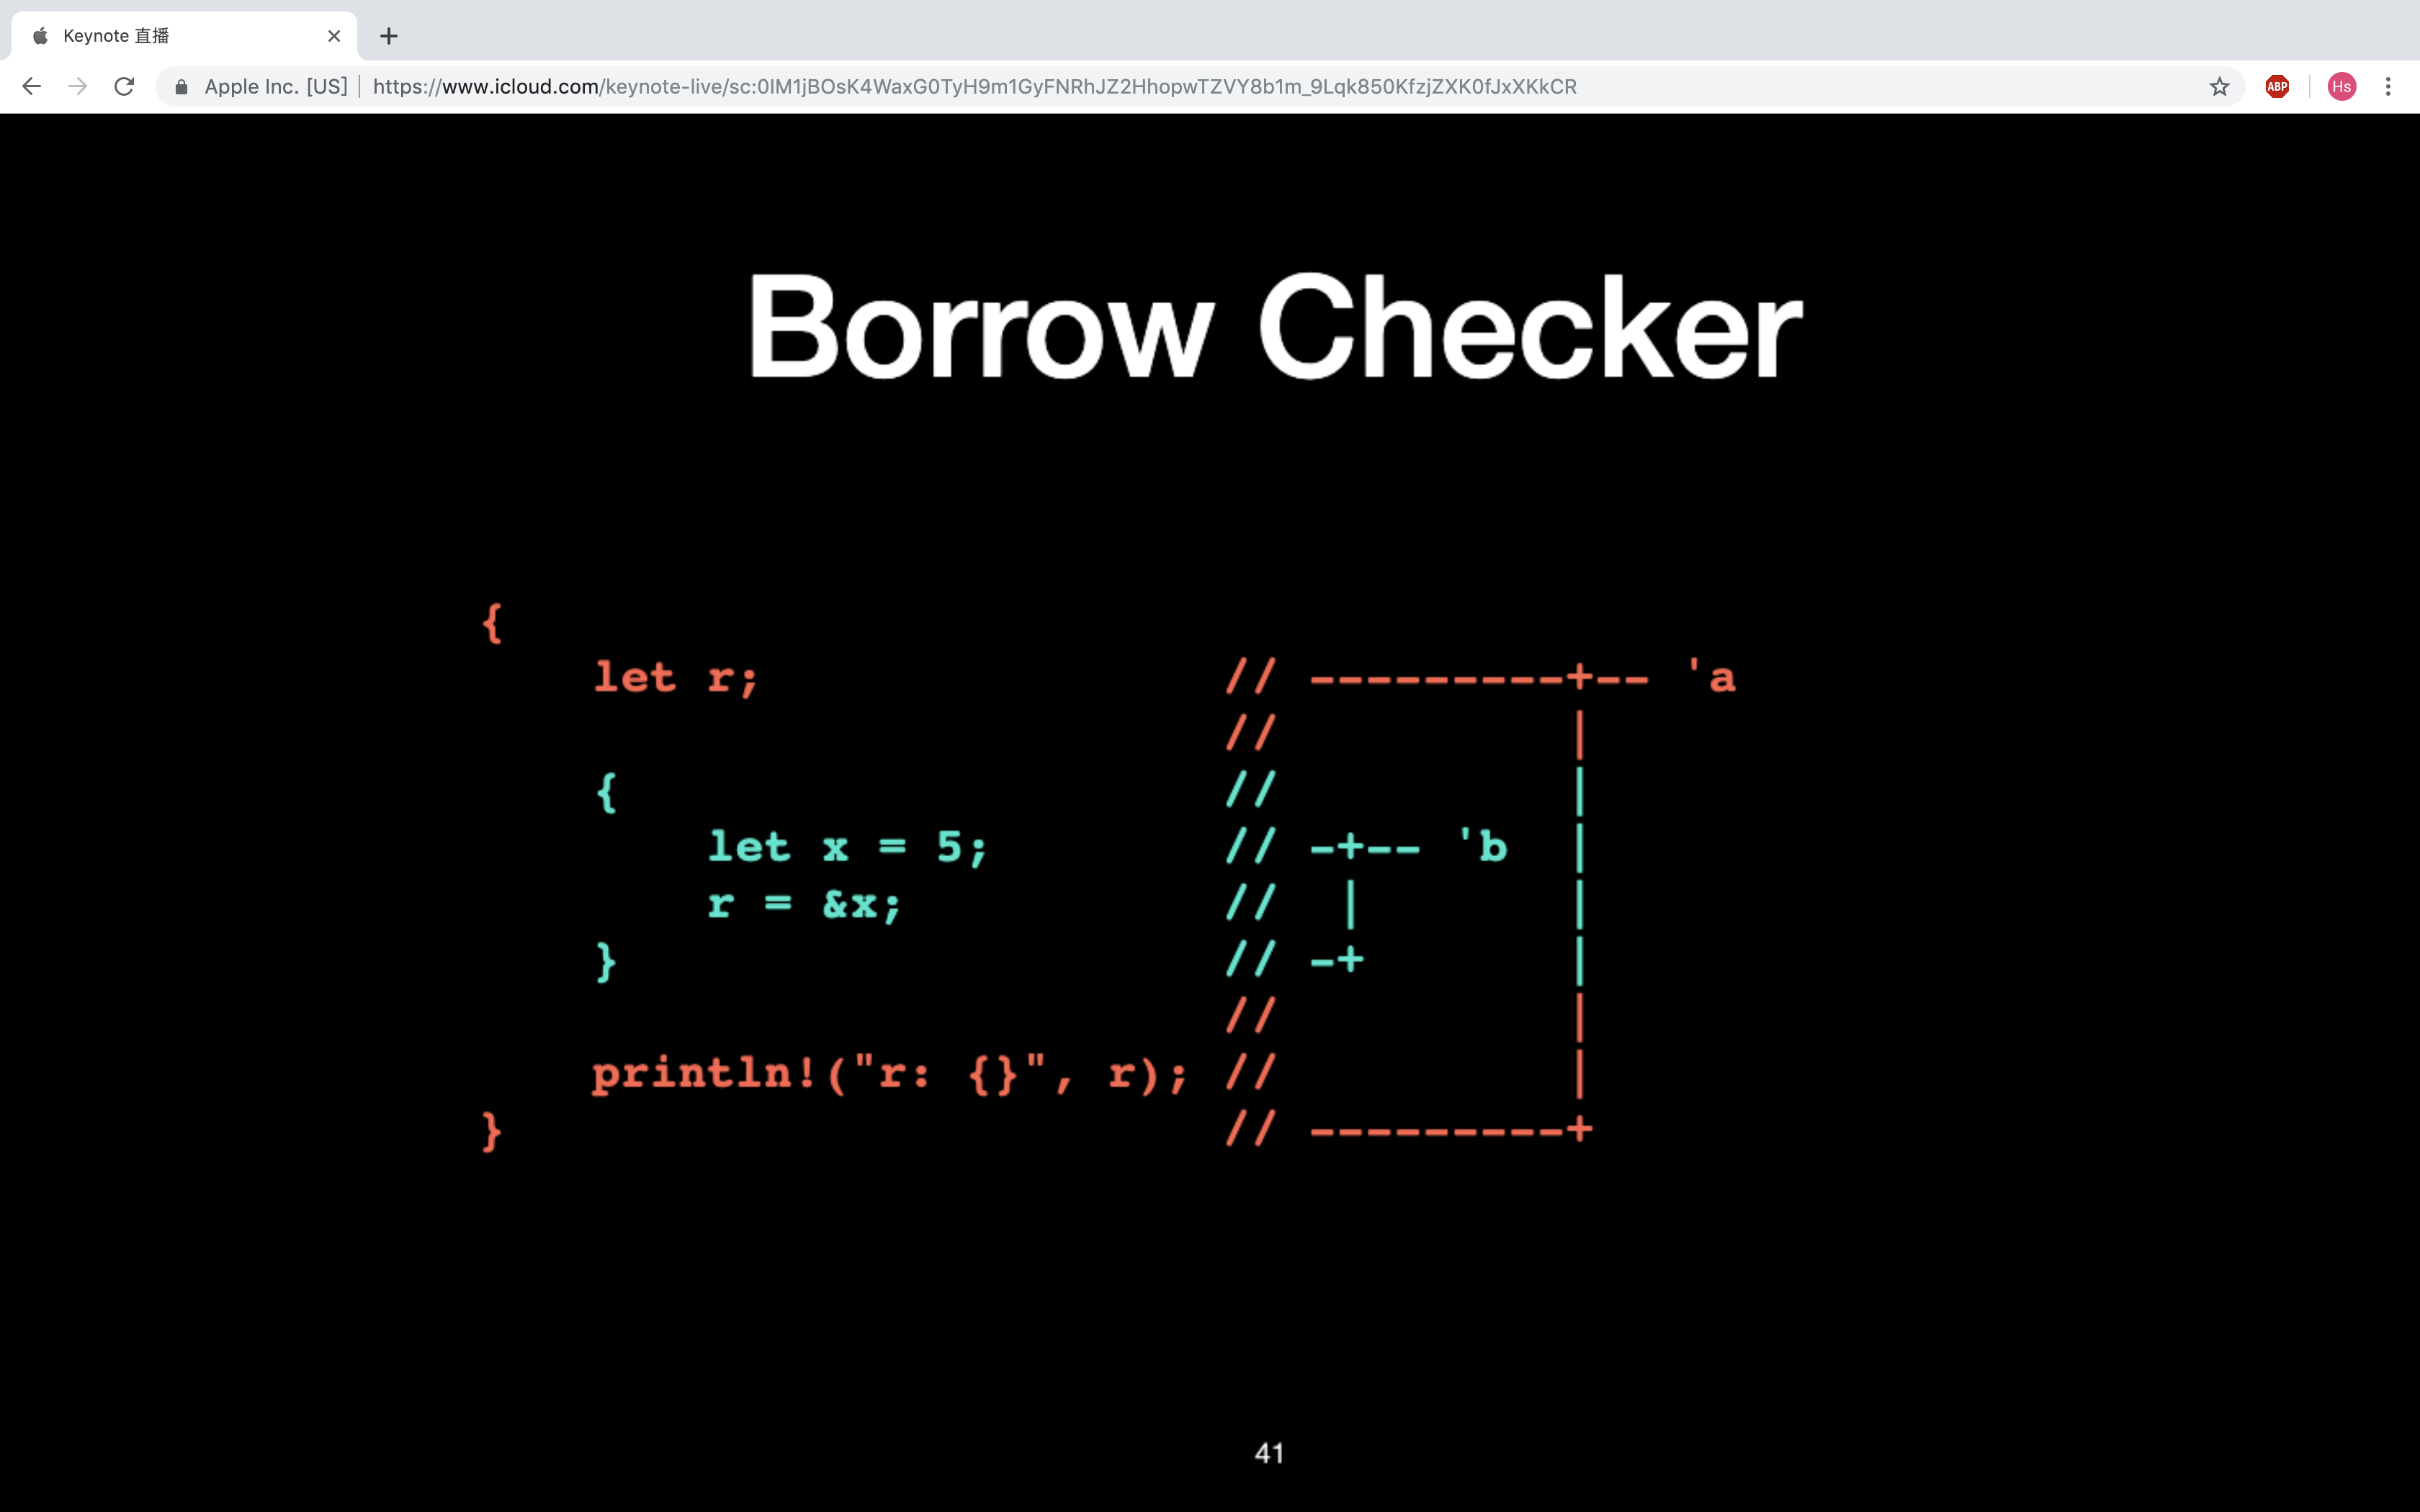 Keynote 直播
Apple Inc. [US] | https://www.icloud.com/keynote-live/sc:0IM1jBOsK4WaxG0TyH9m1GyFNRhJZ2HhopwTZVY8b1m_9Lqk850KfzjZXK0fJxXKkCR
ABP
Hs
Borrow Checker
{
    let r;                // ---------+-- 'a
                          //          |
    {                     //          |
        let x = 5;        // -+-- 'b  |
        r = &x;           //  |       |
    }                     // -+       |
                          //          |
    println!("r: {}", r); //          |
}                         // ---------+
41